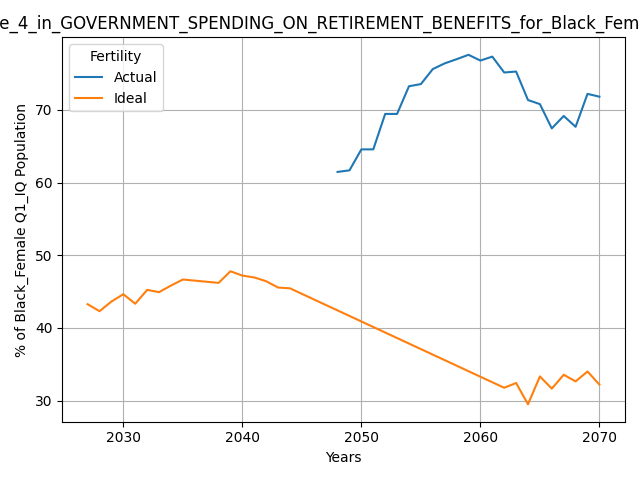 e_4_in_GOVERNMENT_SPENDING_ON_RETIREMENT_BENEFITS_for_Black_Fem
Fertility
Actual
Ideal
% of Black_Female Q1_IQ Population
70
60
50
40
30
2030 2040 2050 2060 2070
Years